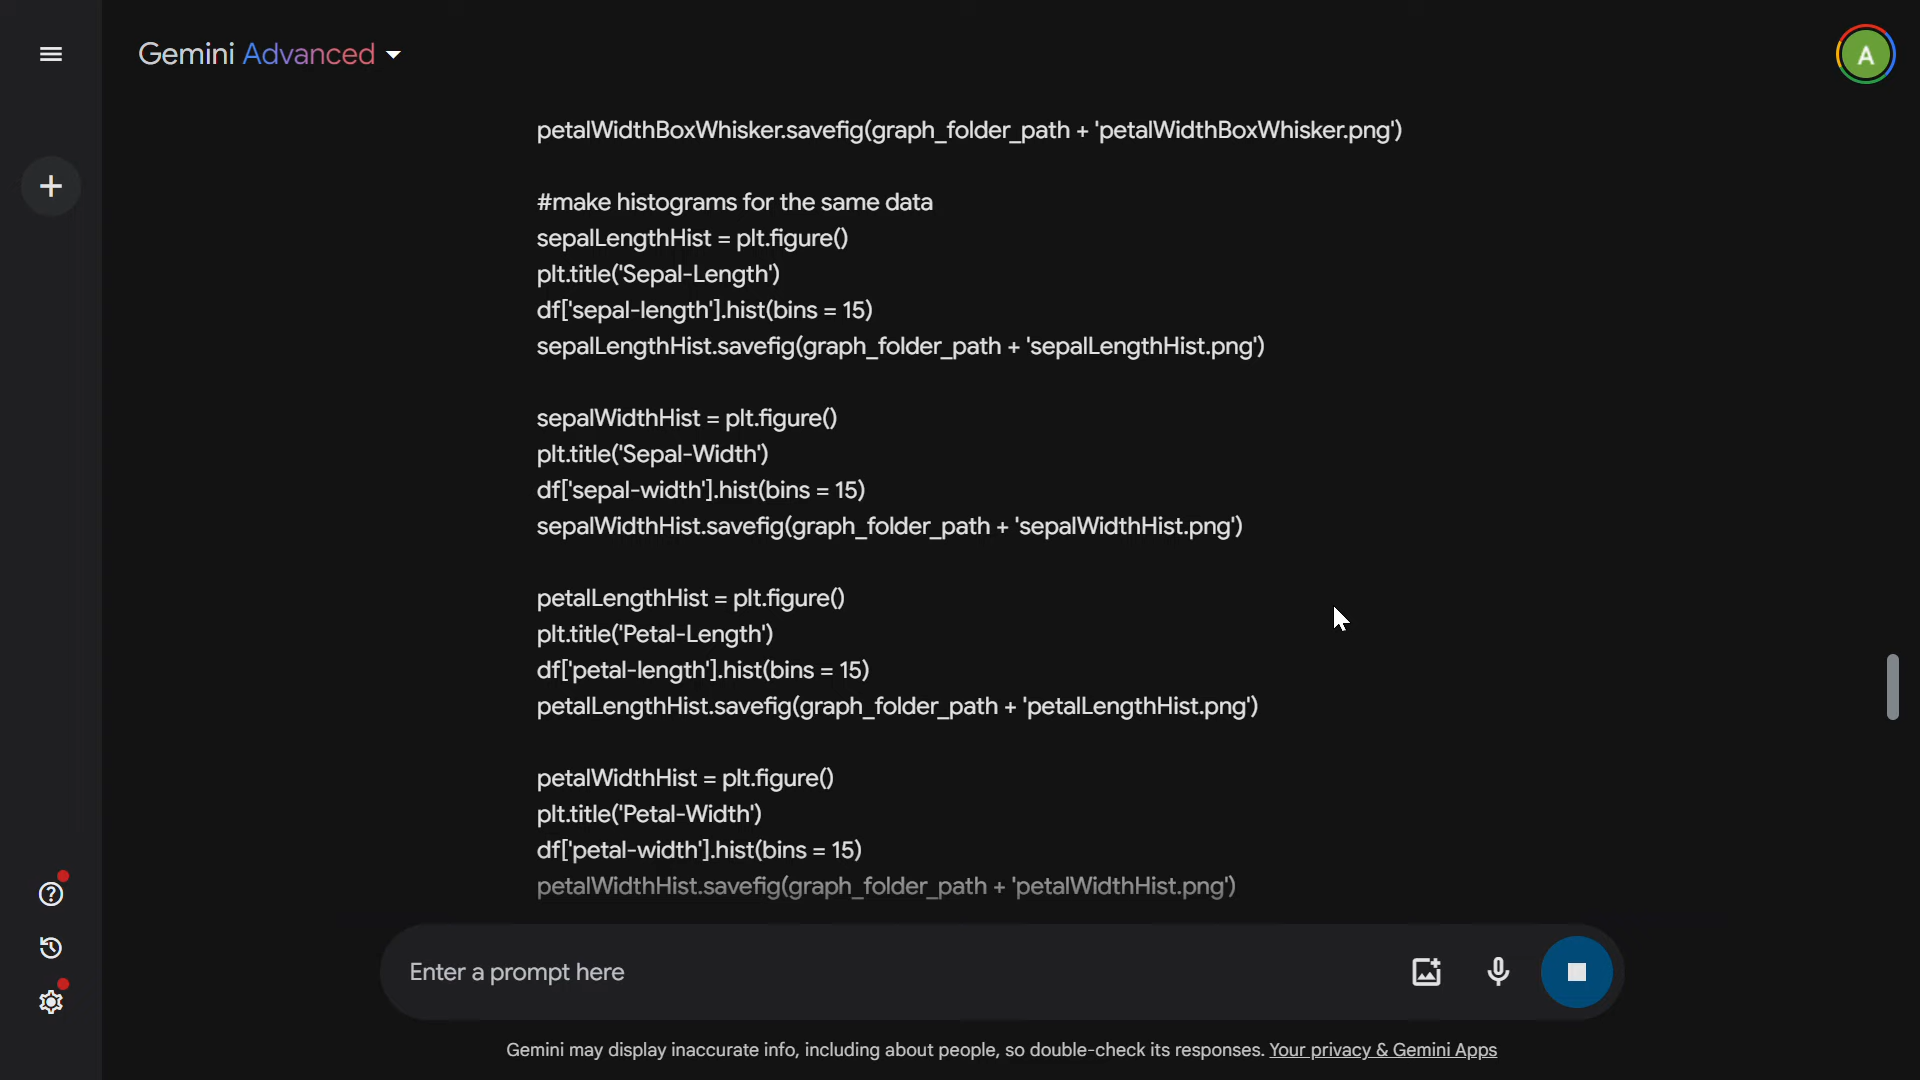 Gemini Advanced
A
petalWidthBoxWhisker.savefig(graph_folder_path + 'petalWidthBoxWhisker.png')
#make histograms for the same data
sepalLengthHist = plt.figure()
plt.title('Sepal-Length')
df['sepal-length'].hist(bins = 15)
sepalLengthHist.savefig(graph_folder_path + 'sepalLengthHist.png')
sepalWidthHist = plt.figure()
plt.title('Sepal-Width')
df['sepal-width'].hist(bins = 15)
sepalWidthHist.savefig(graph_folder_path + 'sepalWidthHist.png')
petalLengthHist = plt.figure()
plt.title('Petal-Length')
df['petal-length'].hist(bins = 15)
petalLengthHist.savefig(graph_folder_path + 'petalLengthHist.png')
petalWidthHist = plt.figure()
plt.title('Petal-Width')
df['petal-width'].hist(bins = 15)
petalWidthHist.savefig(graph_folder_path + 'petalWidthHist.png')
Enter a prompt here
Gemini may display inaccurate info, including about people, so double-check its responses. Your privacy & Gemini Apps